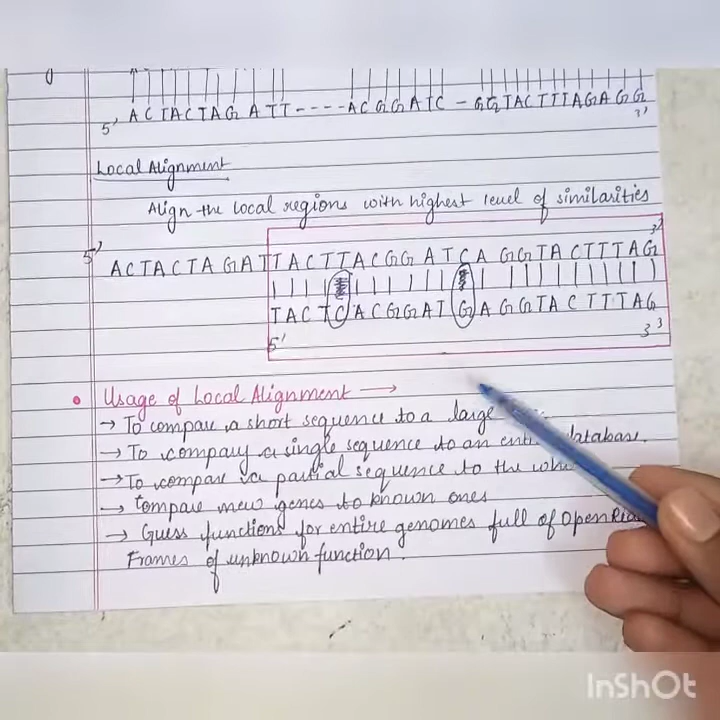 ACTACTAGATT----ACGGATC-GGTACTTTAGAGG
5' 3'
Local Alignment
Align the local regions with highest level of similarities
5' 3'
ACTACTAGATTTACTTACGGATCAGGTACTTTAG
TACTCACGGATGAGGTACTTTAG
5' 3'
Usage of Local Alignment →
→ To compare a short sequence to a large
→ To compary a single sequence to an database.
→ To compare a partial sequence to the
→ Compare new genes to known ones
→ Guess functions for entire genomes full of Open
Frames of unknown function.
InShOt